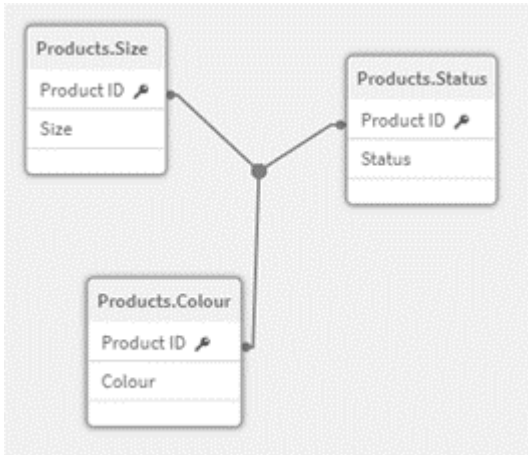 Products.Size
Product ID
Size
Products.Status
Product ID
Status
Products.Colour
Product ID
Colour